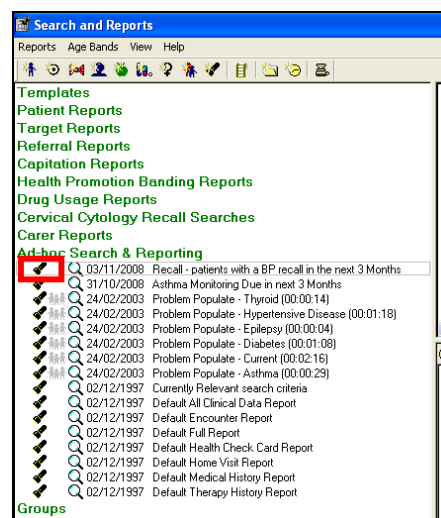 Search and Reports
Reports Age Bands View Help
Templates
Patient Reports
Target Reports
Referral Reports
Capitation Reports
Health Promotion Banding Reports
Drug Usage Reports
Cervical Cytology Recall Searches
Carer Reports
Ad-hoc Search & Reporting
03/11/2008 Recall - patients with a BP recall in the next 3 Months
31/10/2008 Asthma Monitoring Due in next 3 Months
24/02/2003 Problem Populate - Thyroid (00:00:14)
24/02/2003 Problem Populate - Hypertensive Disease (00:01:18)
24/02/2003 Problem Populate - Epilepsy (00:00:04)
24/02/2003 Problem Populate - Diabetes (00:01:08)
24/02/2003 Problem Populate - Current (00:02:16)
24/02/2003 Problem Populate - Asthma (00:00:29)
02/12/1997 Currently Relevant search criteria
02/12/1997 Default All Clinical Data Report
02/12/1997 Default Encounter Report
02/12/1997 Default Full Report
02/12/1997 Default Health Check Card Report
02/12/1997 Default Home Visit Report
02/12/1997 Default Medical History Report
02/12/1997 Default Therapy History Report
Groups